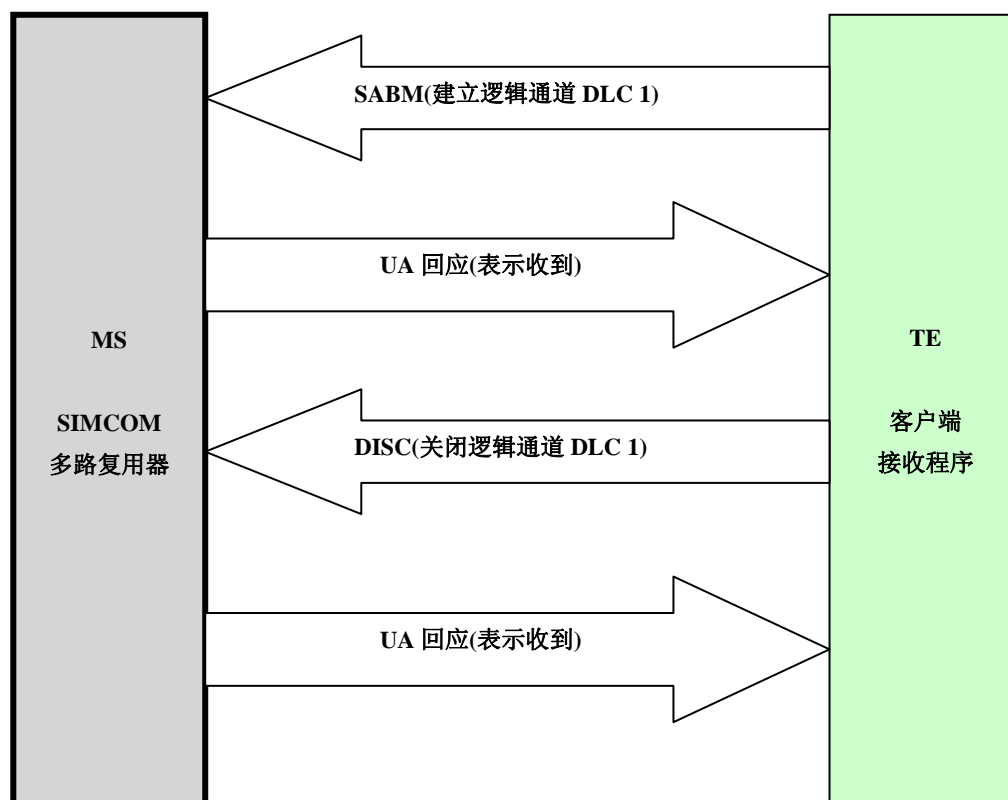 SABM(建立逻辑通道 DLC 1)
UA 回应(表示收到)
MS
SIMCOM
多路复用器
TE
客户端
接收程序
DISC(关闭逻辑通道 DLC 1)
UA 回应(表示收到)